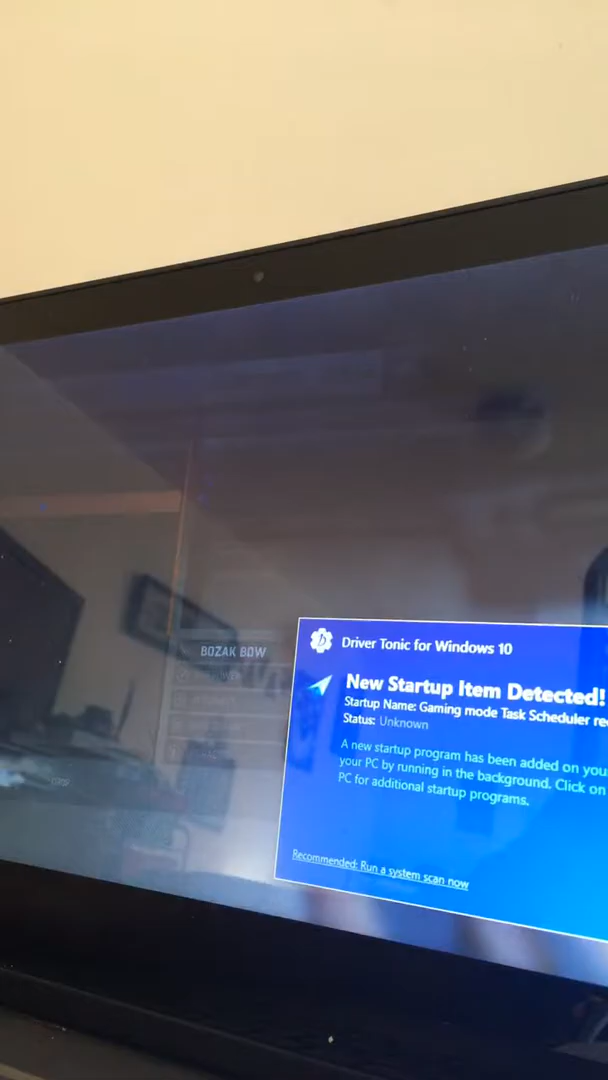 BOZAK BOW
Driver Tonic for Windows 10
New Startup Item Detected!
Startup Name: Gaming mode Task Scheduler
Status: Unknown
A new startup program has been added on
your PC by running in the background. Click on
PC for additional startup programs.
Recommended: Run a system scan now